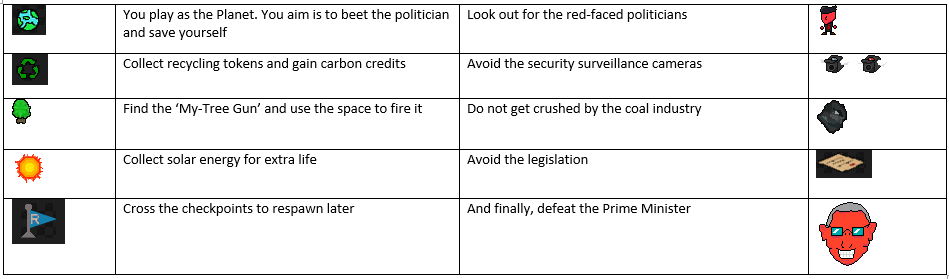 You play as the Planet. You aim is to beet the politician
and save yourself
Look out for the red-faced politicians
Collect recycling tokens and gain carbon credits
Avoid the security surveillance cameras
Find the ‘My-Tree Gun’ and use the space to fire it
Do not get crushed by the coal industry
Collect solar energy for extra life
Avoid the legislation
R
Cross the checkpoints to respawn later
And finally, defeat the Prime Minister